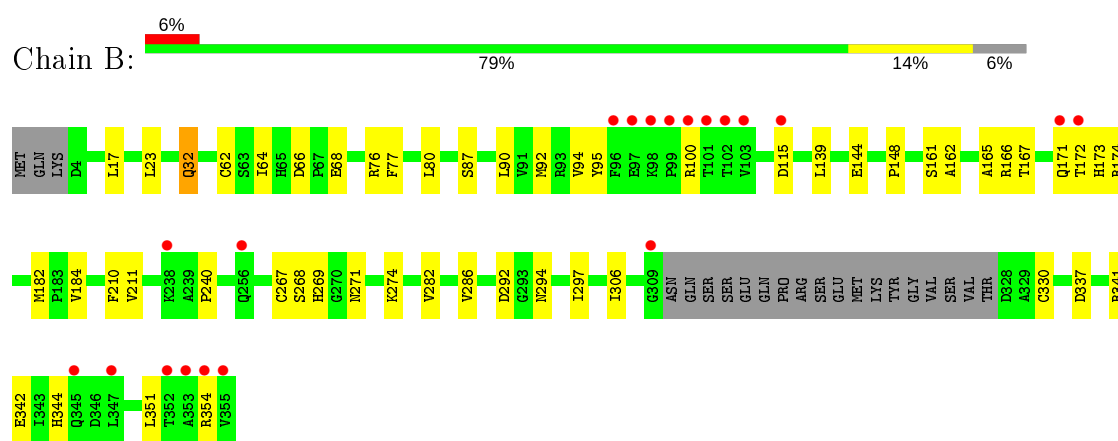 6%
Chain B:
79% 14% 6%
MET GLN LYS D4 L17 L23 Q32 C62 S63 I64 H65 D66 P67 E68 R76 F77 L80 S87 L90 V91 M92 R93 V94 Y95 F96 E97 K98 P99 R100 T101 T102 V103 D115 L139 E144 P148 S161 A162 A165 R166 T167 Q171 T172 H173 R174
M182 P183 V184 F210 V211 K238 A239 P240 Q256 C267 S268 H269 G270 N271 K274 V282 V286 D292 G293 N294 I297 I306 G309 ASN GLN SER SER GLU GLN PRO ARG SER GLU MET LYS TYR GLY VAL SER VAL THR D328 A329 C330 D337 R341
E342 I343 H344 Q345 D346 L347 L351 T352 A353 R354 V355